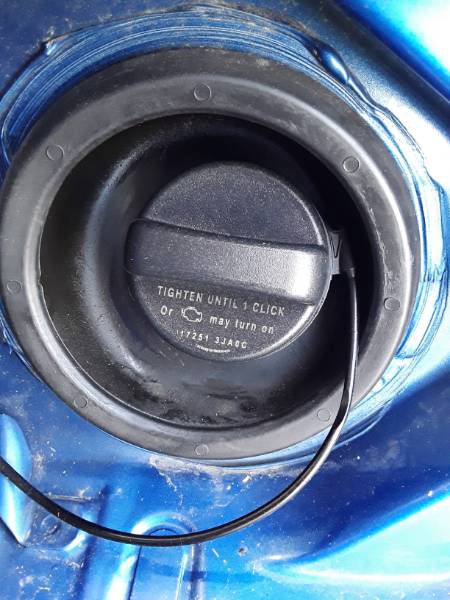 TIGHTEN UNTIL 1 CLICK
Or may turn on
17251 3JA0C